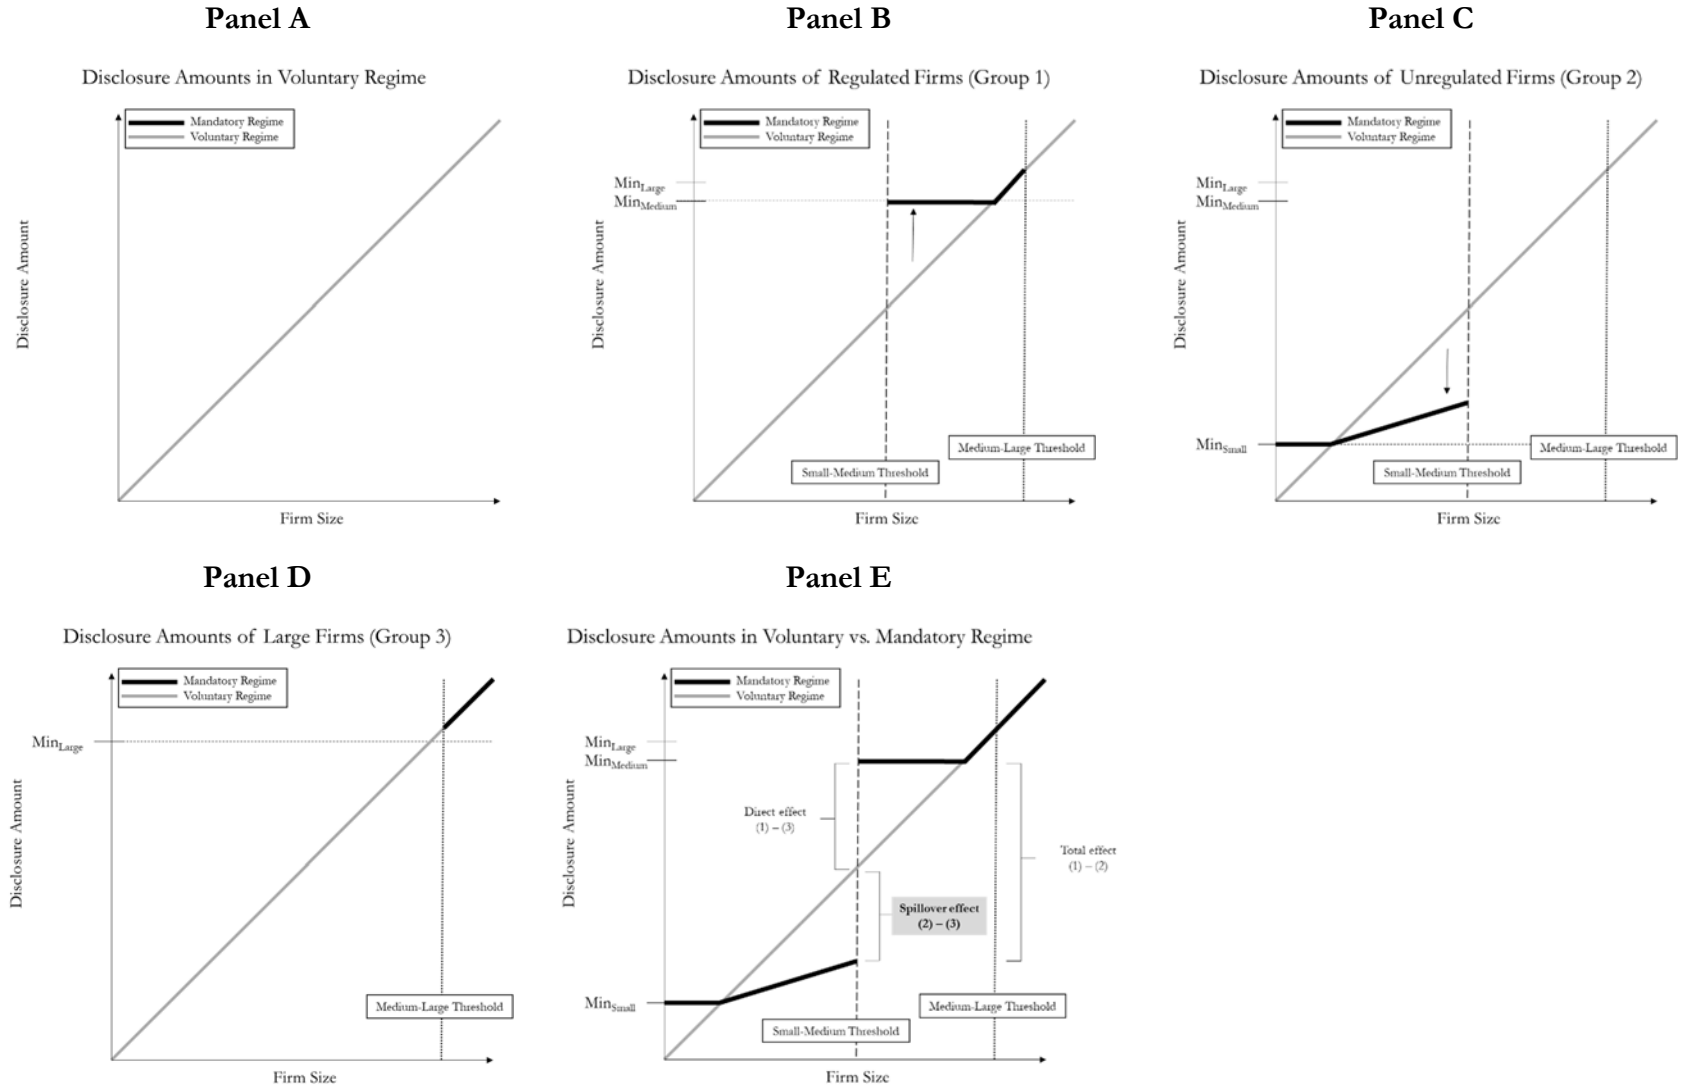 Panel A
Disclosure Amounts in Voluntary Regime
Mandatory Regime
Voluntary Regime
Disclosure Amount
Firm Size
Panel B
Disclosure Amounts of Regulated Firms (Group 1)
Mandatory Regime
Voluntary Regime
MinLarge
MinMedium
Disclosure Amount
Medium-Large Threshold
Small-Medium Threshold
Firm Size
Panel C
Disclosure Amounts of Unregulated Firms (Group 2)
Mandatory Regime
Voluntary Regime
MinLarge
MinMedium
Disclosure Amount
MinSmall
Medium-Large Threshold
Small-Medium Threshold
Firm Size
Panel D
Disclosure Amounts of Large Firms (Group 3)
Mandatory Regime
Voluntary Regime
MinLarge
Disclosure Amount
Medium-Large Threshold
Firm Size
Panel E
Disclosure Amounts in Voluntary vs. Mandatory Regime
Mandatory Regime
Voluntary Regime
MinLarge
MinMedium
Disclosure Amount
Direct effect
(1) – (3)
Total effect
(1) – (2)
Spillover effect
(2) – (3)
MinSmall
Medium-Large Threshold
Small-Medium Threshold
Firm Size